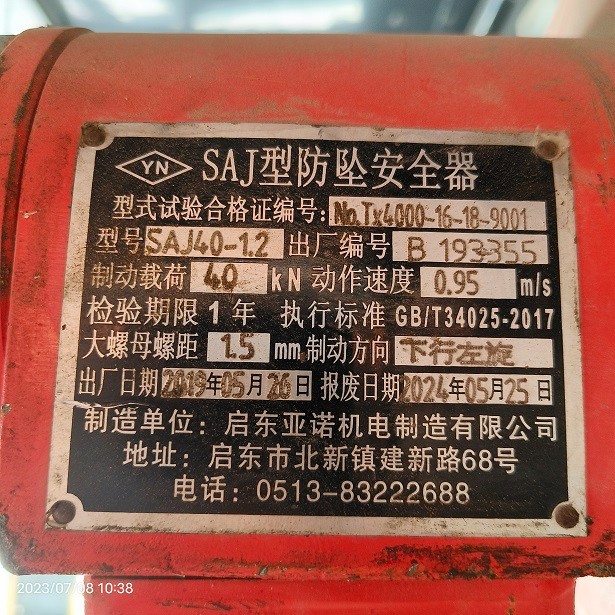 YN SAJ型防坠安全器
型式试验合格证编号: No.Tx4000-16-18-9001
型号 SAJ40-1.2 出厂编号 B 193355
制动载荷 40 kN 动作速度 0.95 m/s
检验期限 1 年 执行标准 GB/T34025-2017
大螺母螺距 1.5 mm 制动方向 下行左旋
出厂日期 2019年05月26日 报废日期 2024年05月25日
制造单位: 启东亚诺机电制造有限公司
地址: 启东市北新镇建新路68号
电话: 0513-83222688
2023/07/08 10:38